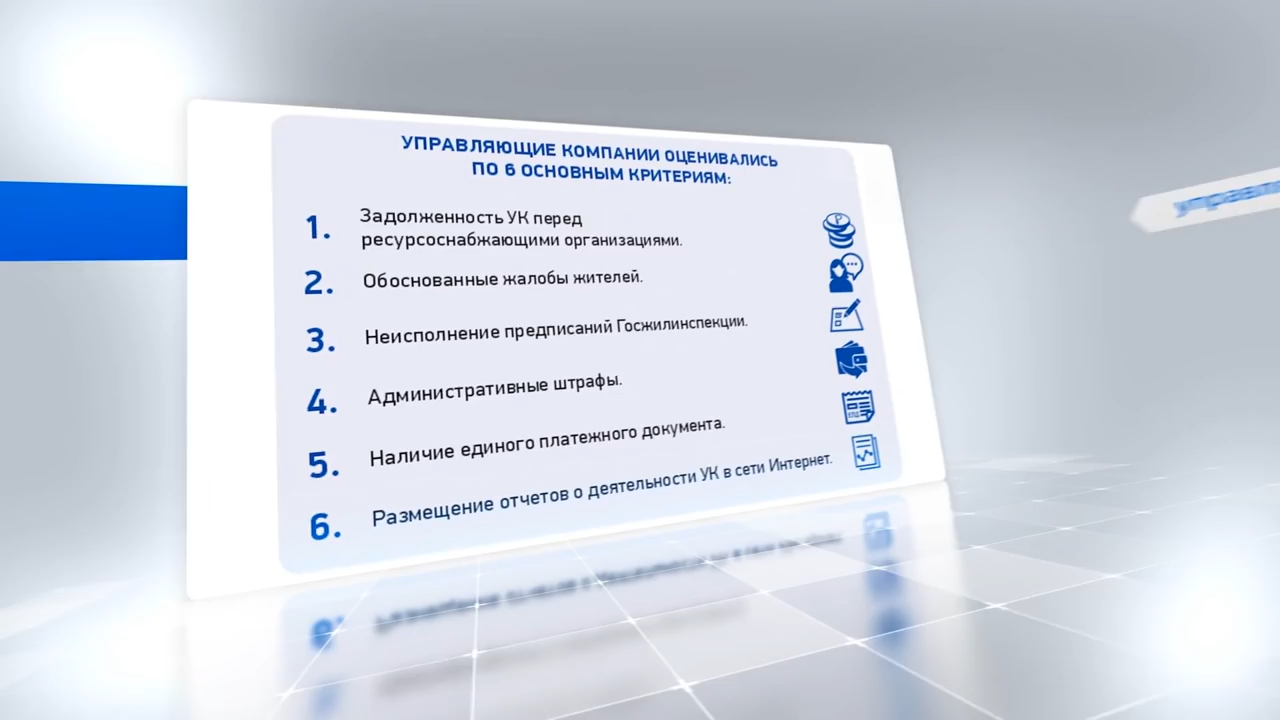 УПРАВЛЯЮЩИЕ КОМПАНИИ ОЦЕНИВАЛИСЬ
ПО 6 ОСНОВНЫМ КРИТЕРИЯМ:
1. Задолженность УК перед
ресурсоснабжающими организациями.
2. Обоснованные жалобы жителей.
3. Неисполнение предписаний Госжилинспекции.
4. Административные штрафы.
5. Наличие единого платежного документа.
6. Размещение отчетов о деятельности УК в сети Интернет.